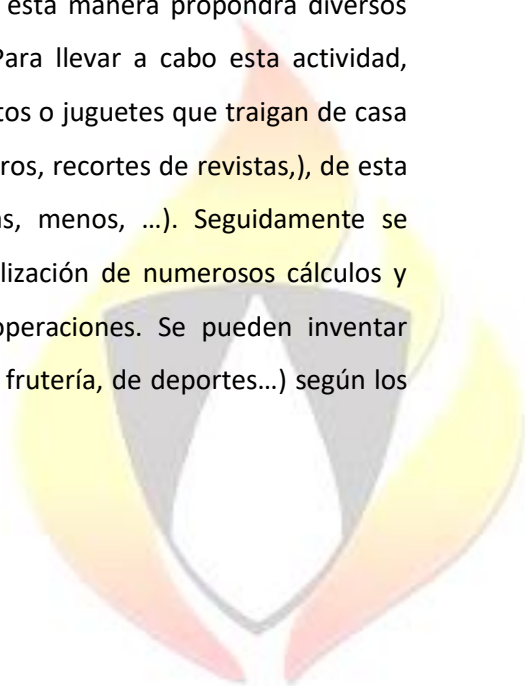 esta manera propondrá diversos
Para llevar a cabo esta actividad,
tos o juguetes que traigan de casa
ros, recortes de revistas,), de esta
s, menos, …). Seguidamente se
lización de numerosos cálculos y
operaciones. Se pueden inventar
frutería, de deportes…) según los